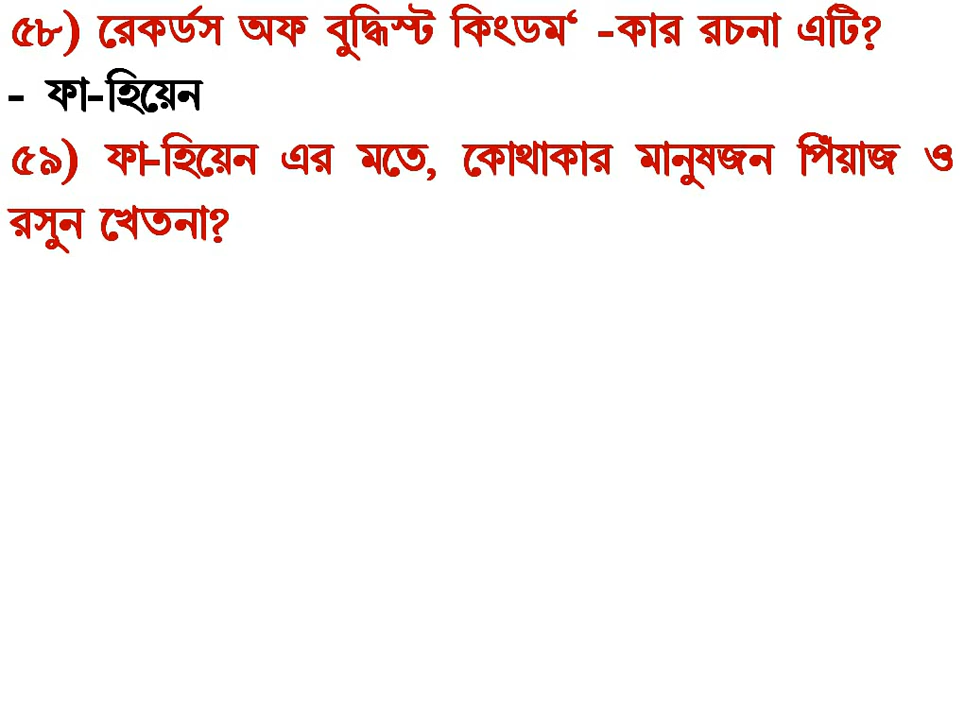 ৫৮) রেকর্ডস অফ বুদ্ধিস্ট কিংডম‘ -কার রচনা এটি?
- ফা-হিয়েন
৫৯) ফা-হিয়েন এর মতে, কোথাকার মানুষজন পিঁয়াজ ও
রসুন খেতনা?